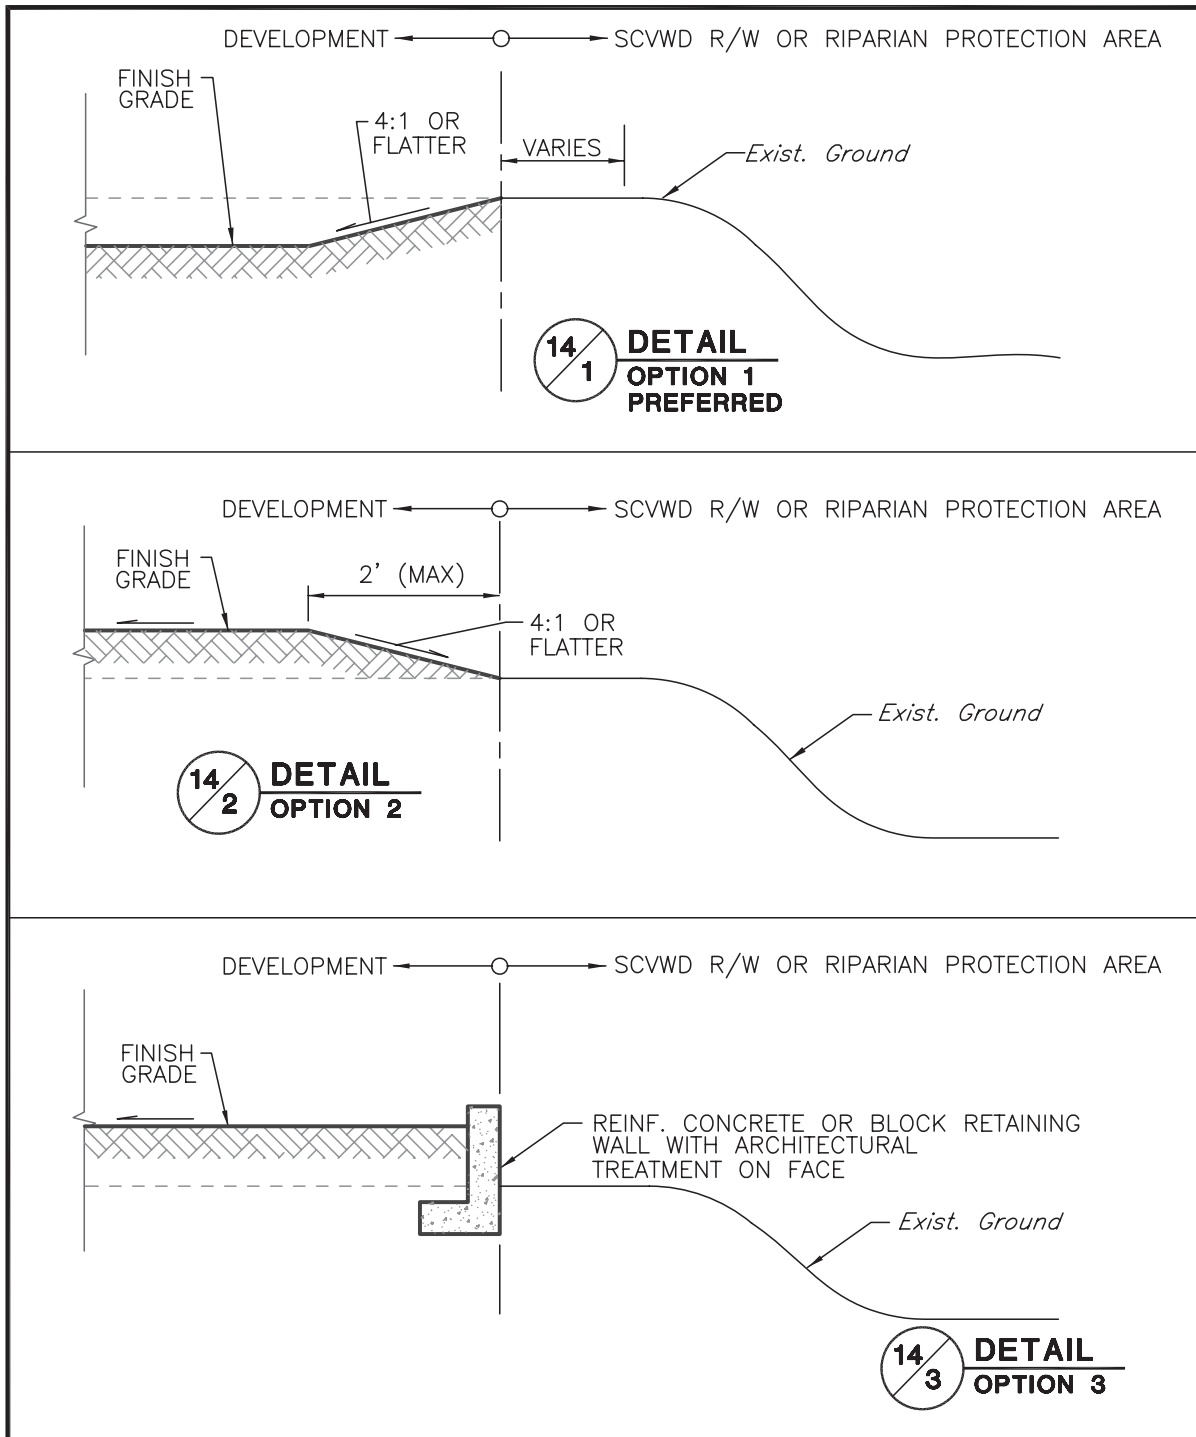 DEVELOPMENT
SCVWD R/W OR RIPARIAN PROTECTION AREA
FINISH
GRADE
4:1 OR
FLATTER
VARIES
Exist. Ground
14
1
DETAIL
OPTION 1
PREFERRED
DEVELOPMENT
SCVWD R/W OR RIPARIAN PROTECTION AREA
FINISH
GRADE
2' (MAX)
4:1 OR
FLATTER
Exist. Ground
14
2
DETAIL
OPTION 2
DEVELOPMENT
SCVWD R/W OR RIPARIAN PROTECTION AREA
FINISH
GRADE
REINF. CONCRETE OR BLOCK RETAINING
WALL WITH ARCHITECTURAL
TREATMENT ON FACE
Exist. Ground
14
3
DETAIL
OPTION 3